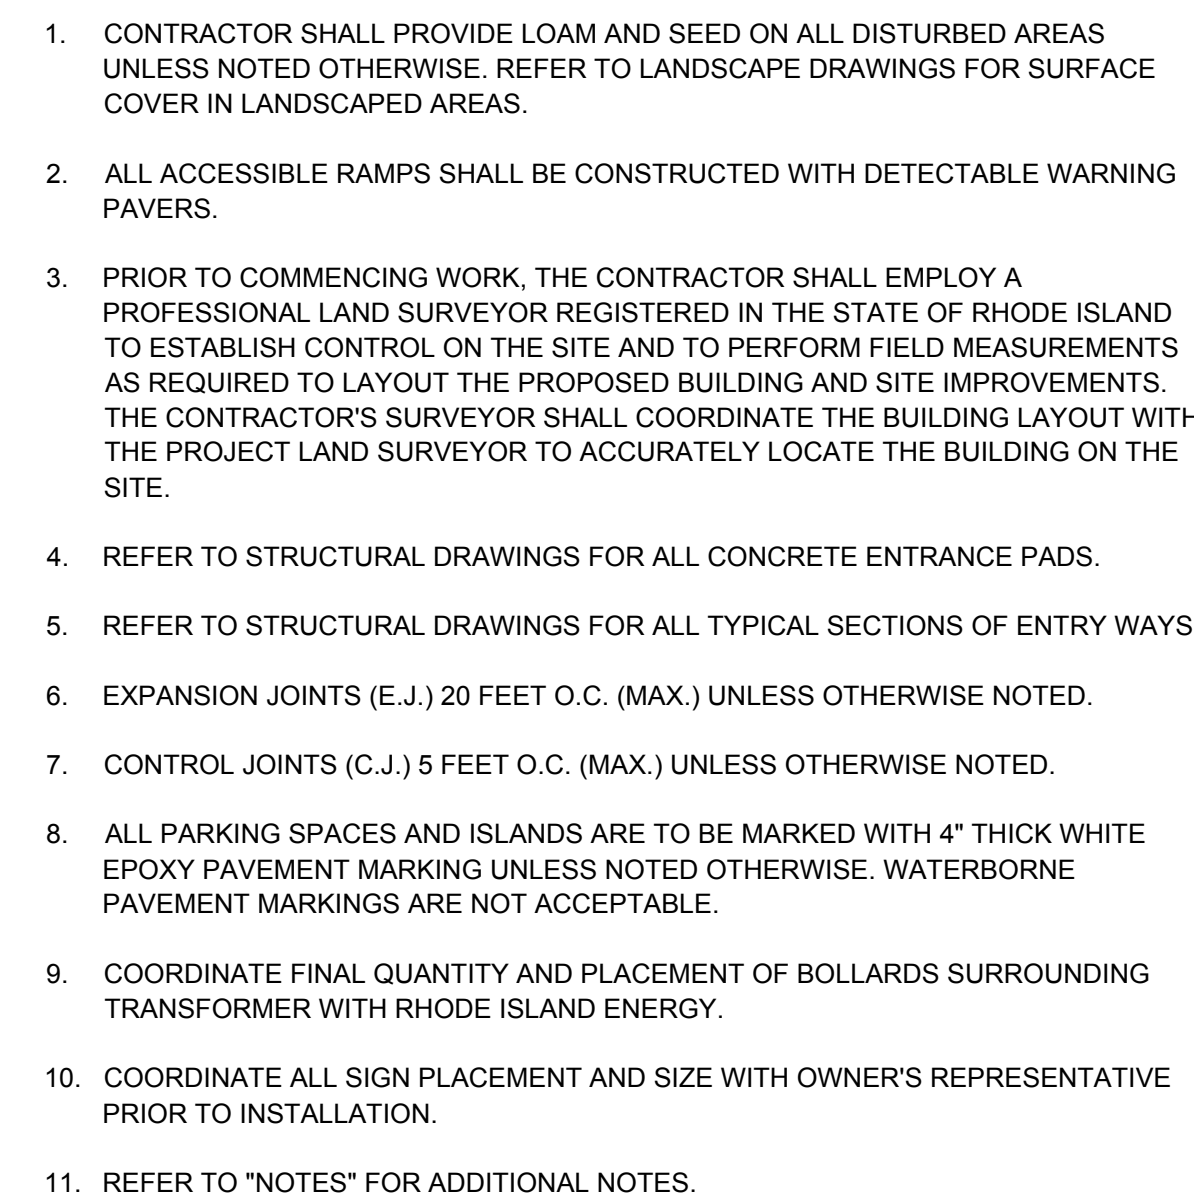 1. CONTRACTOR SHALL PROVIDE LOAM AND SEED ON ALL DISTURBED AREAS
UNLESS NOTED OTHERWISE. REFER TO LANDSCAPE DRAWINGS FOR SURFACE
COVER IN LANDSCAPED AREAS.
2. ALL ACCESSIBLE RAMPS SHALL BE CONSTRUCTED WITH DETECTABLE WARNING
PAVERS.
3. PRIOR TO COMMENCING WORK, THE CONTRACTOR SHALL EMPLOY A
PROFESSIONAL LAND SURVEYOR REGISTERED IN THE STATE OF RHODE ISLAND
TO ESTABLISH CONTROL ON THE SITE AND TO PERFORM FIELD MEASUREMENTS
AS REQUIRED TO LAYOUT THE PROPOSED BUILDING AND SITE IMPROVEMENTS.
THE CONTRACTOR'S SURVEYOR SHALL COORDINATE THE BUILDING LAYOUT WITH
THE PROJECT LAND SURVEYOR TO ACCURATELY LOCATE THE BUILDING ON THE
SITE.
4. REFER TO STRUCTURAL DRAWINGS FOR ALL CONCRETE ENTRANCE PADS.
5. REFER TO STRUCTURAL DRAWINGS FOR ALL TYPICAL SECTIONS OF ENTRY WAYS
6. EXPANSION JOINTS (E.J.) 20 FEET O.C. (MAX.) UNLESS OTHERWISE NOTED.
7. CONTROL JOINTS (C.J.) 5 FEET O.C. (MAX.) UNLESS OTHERWISE NOTED.
8. ALL PARKING SPACES AND ISLANDS ARE TO BE MARKED WITH 4" THICK WHITE
EPOXY PAVEMENT MARKING UNLESS NOTED OTHERWISE. WATERBORNE
PAVEMENT MARKINGS ARE NOT ACCEPTABLE.
9. COORDINATE FINAL QUANTITY AND PLACEMENT OF BOLLARDS SURROUNDING
TRANSFORMER WITH RHODE ISLAND ENERGY.
10. COORDINATE ALL SIGN PLACEMENT AND SIZE WITH OWNER'S REPRESENTATIVE
PRIOR TO INSTALLATION.
11. REFER TO "NOTES" FOR ADDITIONAL NOTES.